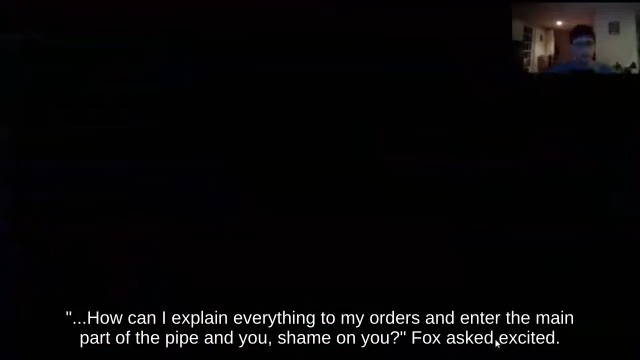 "...How can I explain everything to my orders and enter the main
part of the pipe and you, shame on you?" Fox asked excited.